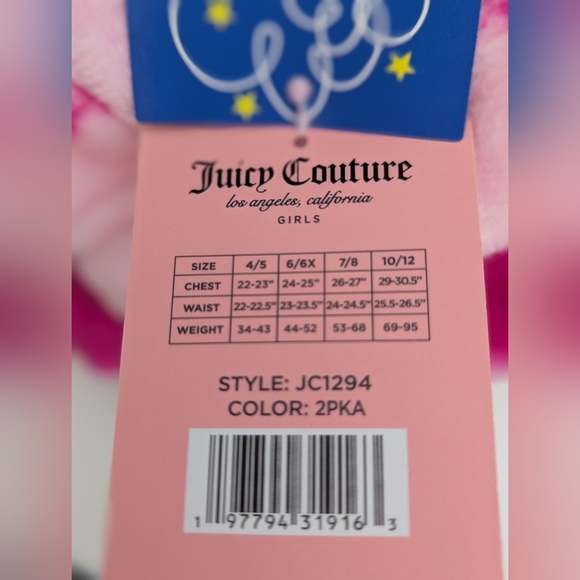 Juicy Couture
los angeles, california
GIRLS
SIZE 4/5 6/6X 7/8 10/12
CHEST 22-23" 24-25" 26-27" 29-30.5"
WAIST 22-22.5" 23-23.5" 24-24.5" 25.5-26.5"
WEIGHT 34-43 44-52 53-68 69-95
STYLE: JC1294
COLOR: 2PKA
1 97794 31916 3